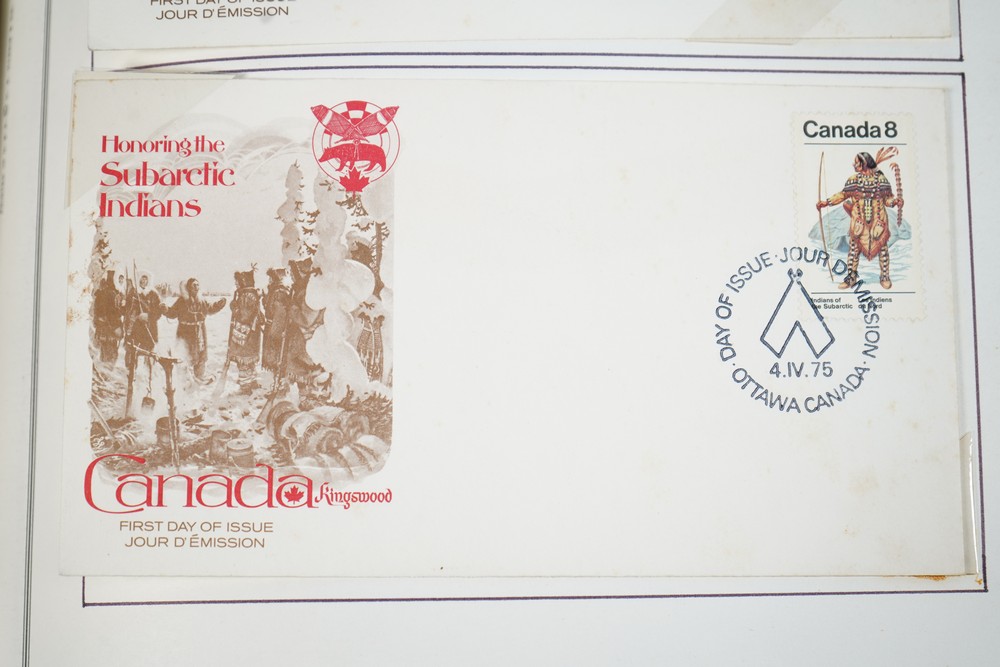 FIRST DAY OF ISSUE
JOUR D'ÉMISSION
Honoring the
Subarctic
Indians
Canada
Kingswood
FIRST DAY OF ISSUE
JOUR D'ÉMISSION
Canada 8
Indians of
the Subarctic
Indiens
DAY OF ISSUE · JOUR D'ÉMISSION
4.IV.75
· OTTAWA CANADA ·